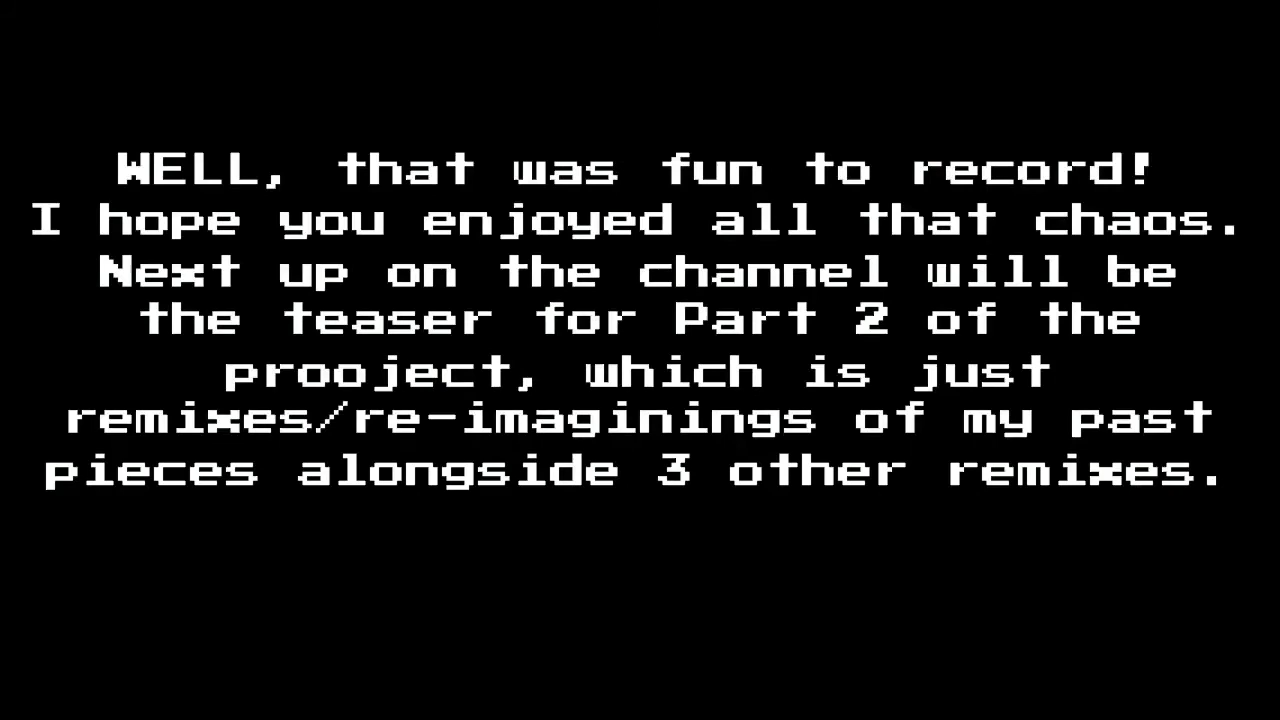 WELL, that was fun to record!
I hope you enjoyed all that chaos.
Next up on the channel will be
the teaser for Part 2 of the
prooject, which is just
remixes/re-imaginings of my past
pieces alongside 3 other remixes.